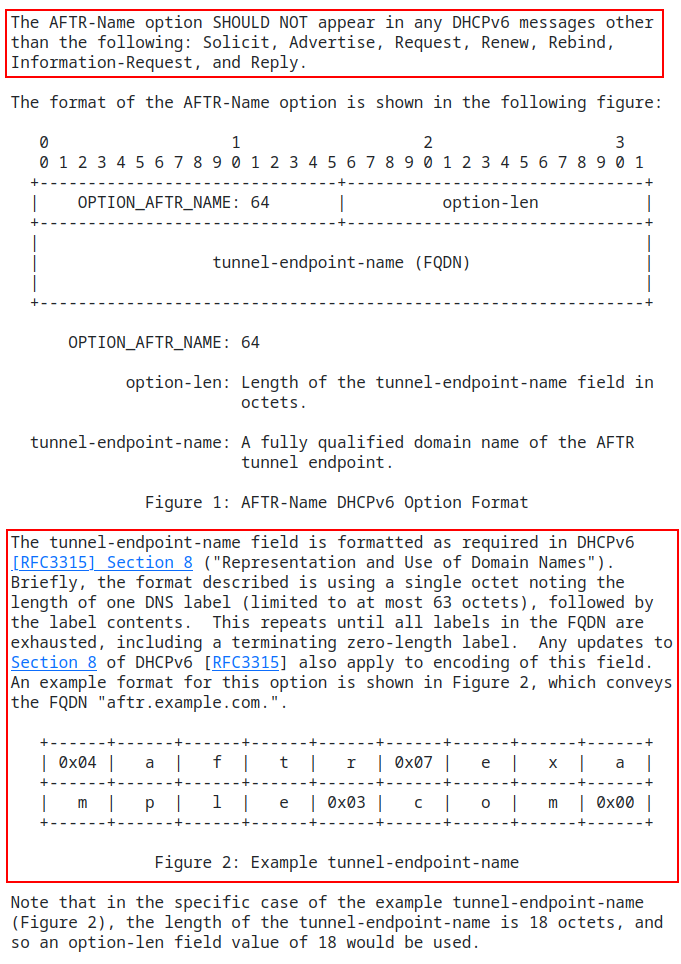 The AFTR-Name option SHOULD NOT appear in any DHCPv6 messages other
than the following: Solicit, Advertise, Request, Renew, Rebind,
Information-Request, and Reply.
The format of the AFTR-Name option is shown in the following figure:
0                   1                   2                   3
0 1 2 3 4 5 6 7 8 9 0 1 2 3 4 5 6 7 8 9 0 1 2 3 4 5 6 7 8 9 0 1
+-------------------------------+-------------------------------+
|    OPTION_AFTR_NAME: 64       |          option-len           |
+-------------------------------+-------------------------------+
|                                                               |
|                  tunnel-endpoint-name (FQDN)                  |
|                                                               |
+---------------------------------------------------------------+
OPTION_AFTR_NAME: 64
option-len: Length of the tunnel-endpoint-name field in
octets.
tunnel-endpoint-name: A fully qualified domain name of the AFTR
tunnel endpoint.
Figure 1: AFTR-Name DHCPv6 Option Format
The tunnel-endpoint-name field is formatted as required in DHCPv6
[RFC3315] Section 8 ("Representation and Use of Domain Names").
Briefly, the format described is using a single octet noting the
length of one DNS label (limited to at most 63 octets), followed by
the label contents.  This repeats until all labels in the FQDN are
exhausted, including a terminating zero-length label.  Any updates to
Section 8 of DHCPv6 [RFC3315] also apply to encoding of this field.
An example format for this option is shown in Figure 2, which conveys
the FQDN "aftr.example.com.".
+------+------+------+------+------+------+------+------+------+
| 0x04 |   a  |   f  |   t  |   r  | 0x07 |   e  |   x  |   a  |
+------+------+------+------+------+------+------+------+------+
|   m  |   p  |   l  |   e  | 0x03 |   c  |   o  |   m  | 0x00 |
+------+------+------+------+------+------+------+------+------+
Figure 2: Example tunnel-endpoint-name
Note that in the specific case of the example tunnel-endpoint-name
(Figure 2), the length of the tunnel-endpoint-name is 18 octets, and
so an option-len field value of 18 would be used.